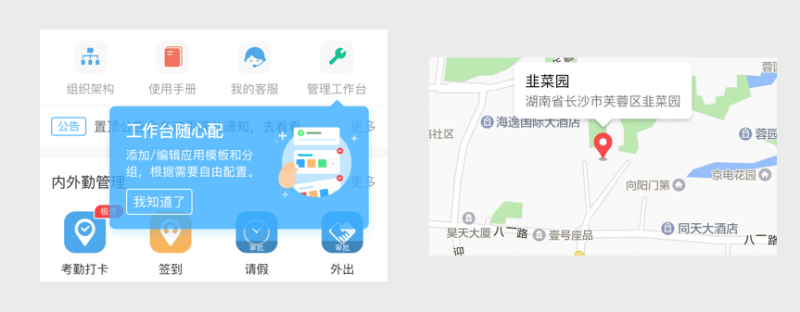 组织架构 使用手册 我的客服 管理工作台
公告 置顶公 通知，去看看 更多
工作台随心配
添加/编辑应用模板和分
组，根据需要自由配置。
我知道了
内外勤管理 更多
考勤打卡 签到 请假 外出
审批 审批
韭菜园
湖南省长沙市芙蓉区韭菜园
蓉园
海逸国际大酒店
社区
蓉园
京电花园
向阳门第
昊天大厦 八一路 壹号座品 同天大酒店
八一路
迎